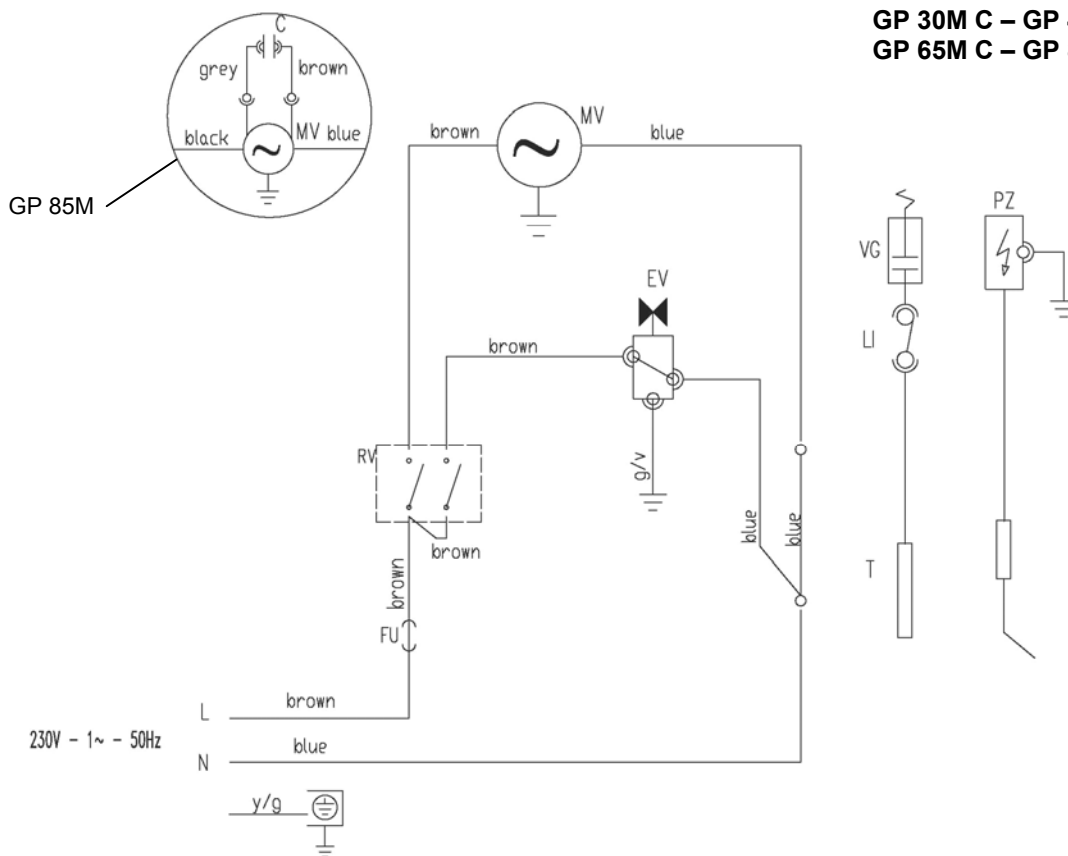 GP 30M C – GP
GP 65M C – GP
C
grey
brown
black
MV
blue
GP 85M
brown
MV
blue
PZ
VG
EV
LI
brown
RV
g/v
blue
blue
brown
brown
T
FU
L
brown
230V - 1~ - 50Hz
N
blue
y/g